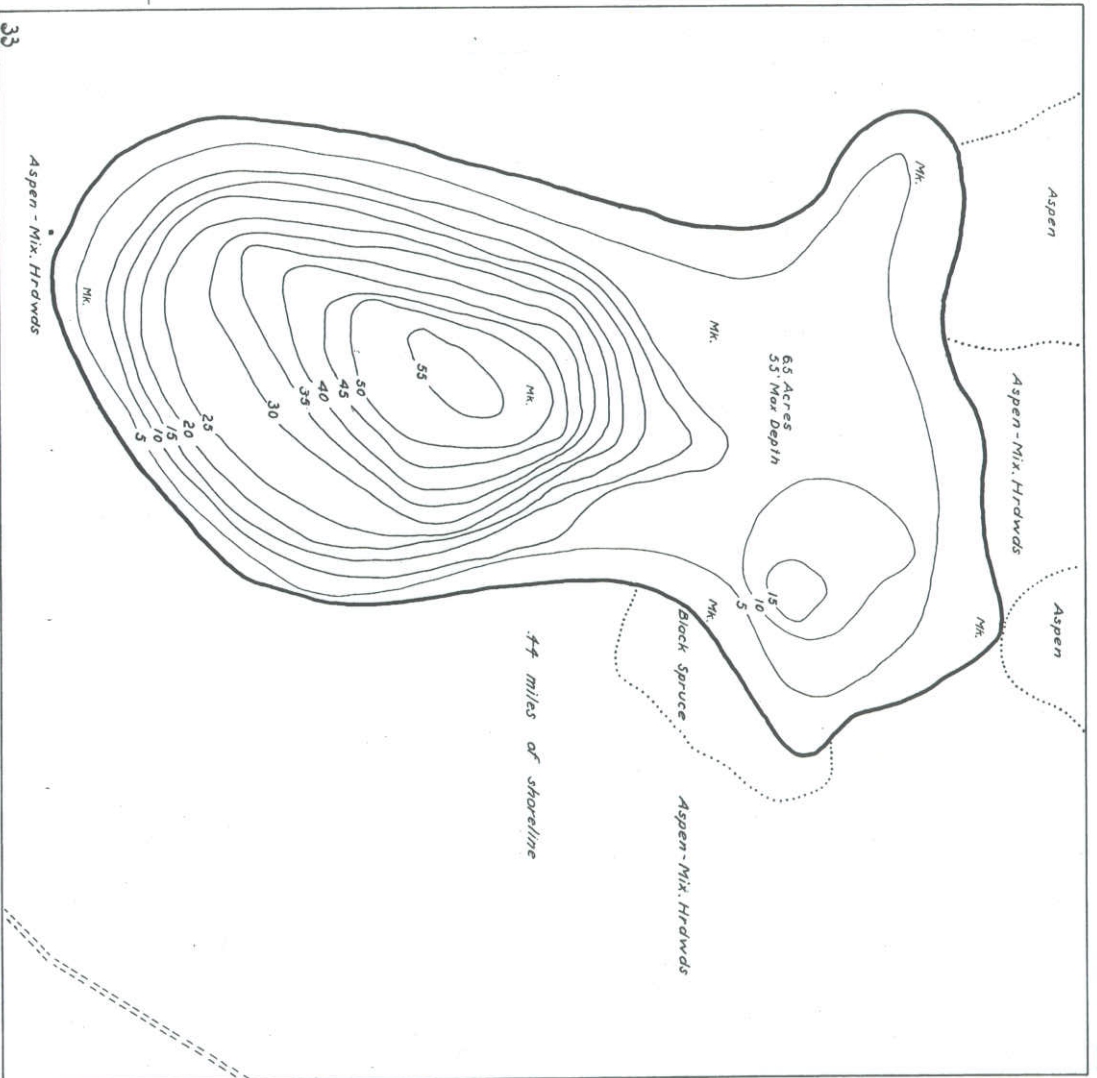 Aspen
Aspen
Aspen-Mix.Hrdwds
Mk.
Mk.
6.5 Acres
55' Max Depth
15
10
5
Mk.
Mk.
Black Spruce
Aspen-Mix.Hrdwds
.44 miles of shoreline
Mk.
55
50
45
40
35
30
25
20
15
10
5
Mk.
Aspen-Mix.Hrdwds
33